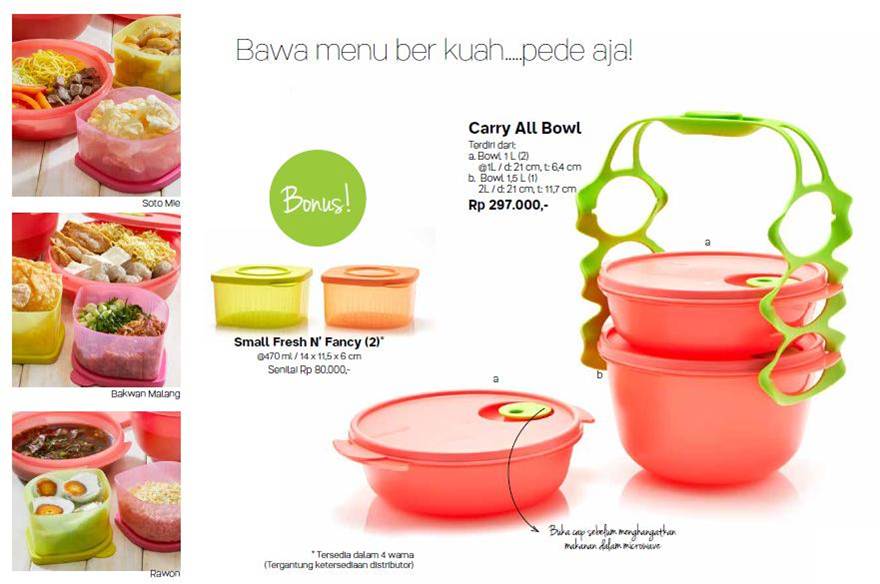 Bawa menu ber kuah.....pede aja!
Soto Mie
Bakwan Malang
Rawon
Bonus!
Small Fresh N' Fancy (2)*
@470 ml / 14 x 11,5 x 6 cm
Senilai Rp 80.000,-
Carry All Bowl
Terdiri dari:
a. Bowl 1 L (2)
@1L / d: 21 cm, t: 6,4 cm
b. Bowl 1,5 L (1)
2L / d: 21 cm, t: 11,7 cm
Rp 297.000,-
a
b
a
Buka cap sebelum menghangatkan
makanan dalam microwave
* Tersedia dalam 4 warna
(Tergantung ketersediaan distributor)